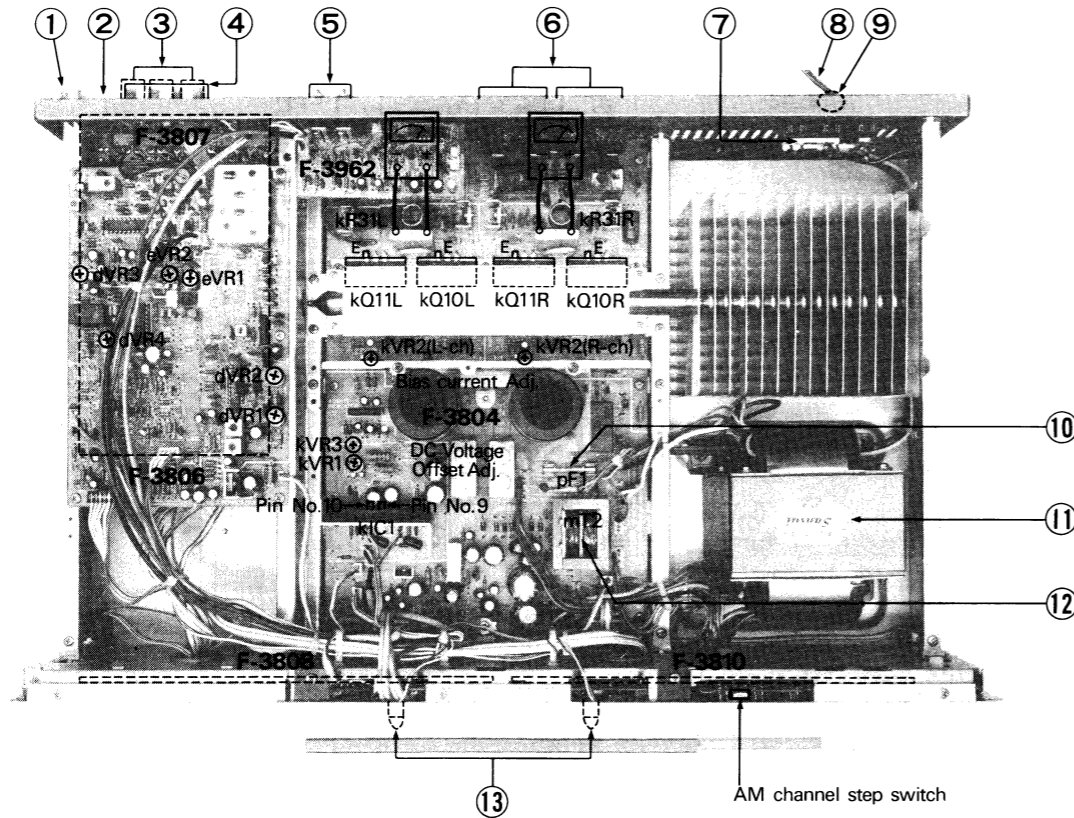 ① ② ③ ④ ⑤ ⑥ ⑦ ⑧ ⑨
F-3807
F-3962
kR31L kR31R
E E E E
eVR2
dVR3 eVR1
kQ11L kQ10L kQ11R kQ10R
dVR4
kVR2(L-ch) kVR2(R-ch)
dVR2
Bias current Adj.
dVR1
F-3804
⑩
kVR3 DC Voltage
kVR1 Offset Adj.
F-3806
pF1
Pin No.10 Pin No.9
kIC1
mT2
Sansui
⑪
⑫
F-3808 F-3810
⑬
AM channel step switch